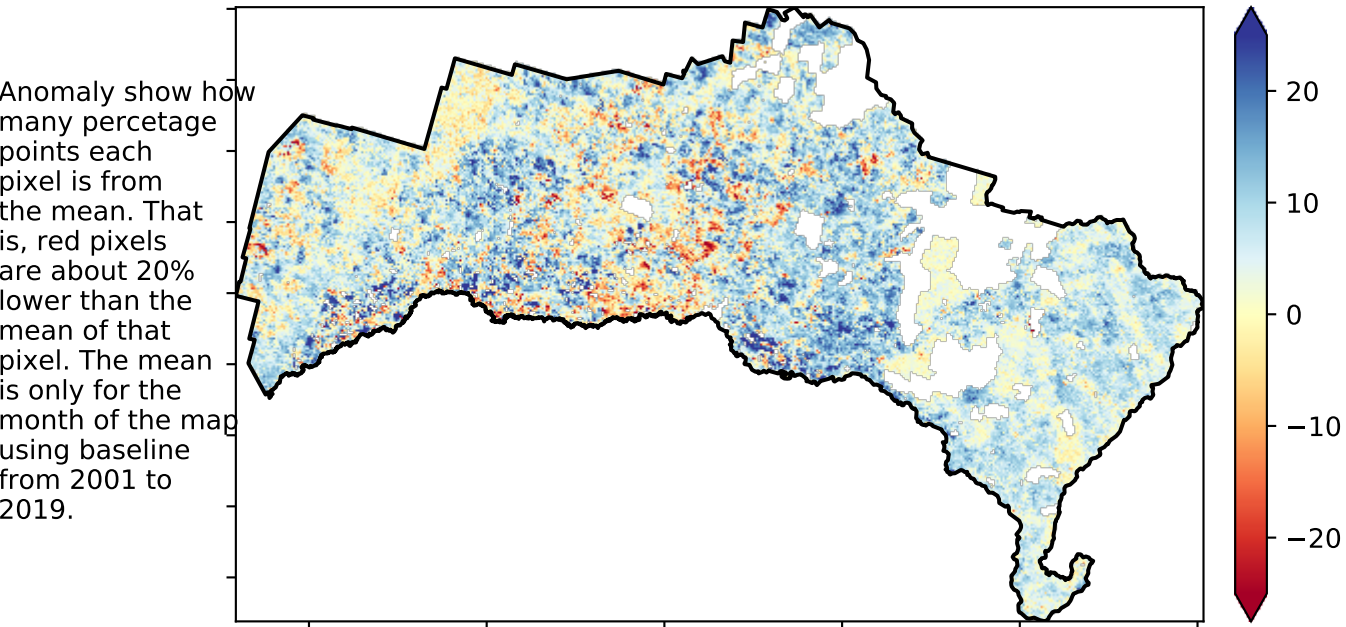 Anomaly show how
many percetage
points each
pixel is from
the mean. That
is, red pixels
are about 20%
lower than the
mean of that
pixel. The mean
is only for the
month of the map
using baseline
from 2001 to
2019.
20
10
0
−10
−20